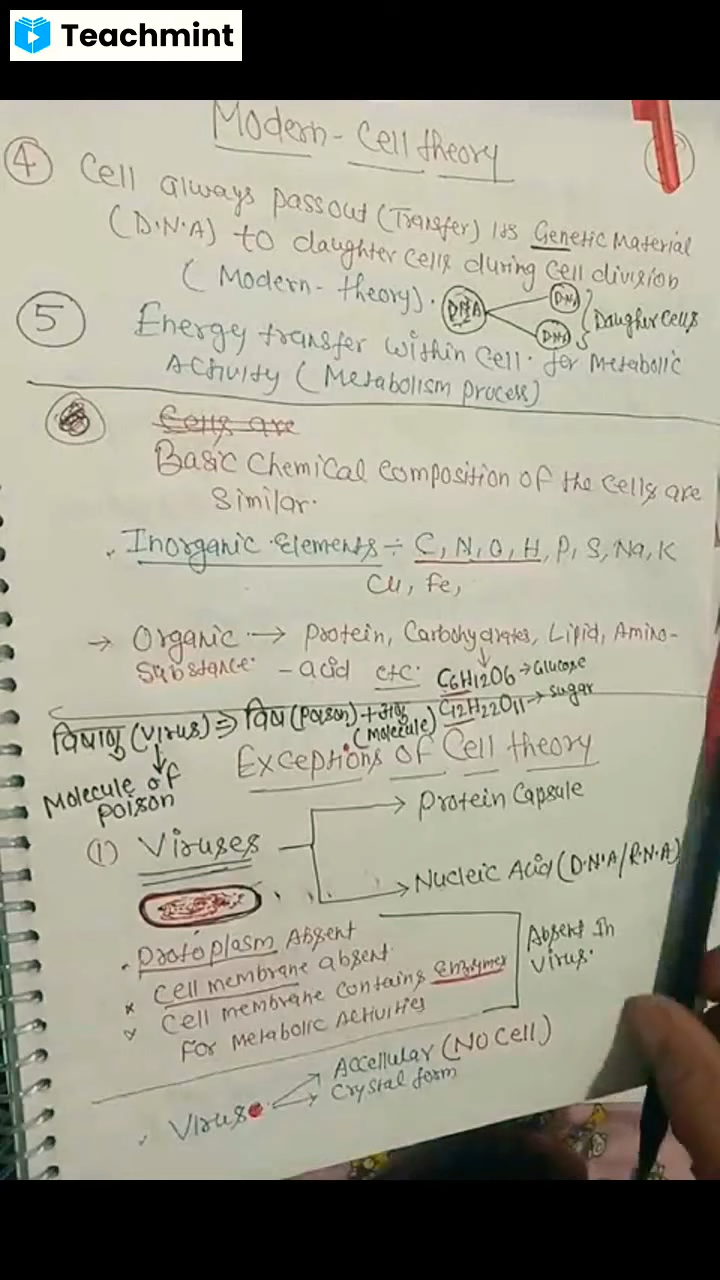 Teachmint
Modern-Cell theory
④ Cell always passout (Transfer) its Genetic Material
(D.N.A) to daughter cells during cell division
(Modern-theory).
DNA
Daugher Cells
⑤ Energy transfer within cell. for Metabolic
Activity (Metabolism process)
Cells are
Basic Chemical composition of the cells are
Similar.
Inorganic Elements ÷ C, N, O, H, P, S, Na, K
Cu, Fe,
→ Organic → Protein, Carbohydrates, Lipid, Amino-
Substance. - acid etc.
C6H12O6 → Glucose
C12H22O11 → sugar
विषाणु (Virus) ⇒ विष (Poison) + अणु
(Molecule)
Molecule of
poison
Exceptions of Cell theory
(1) Viruses
→ Protein Capsule
→ Nucleic Acid (D.N.A/R.N.A)
Protoplasm Absent
Cell membrane absent.
Cell membrane contains Enzymes
For Metabolic Activities
Absent In
Virus.
Virus
Accellular (NO Cell)
Crystal form